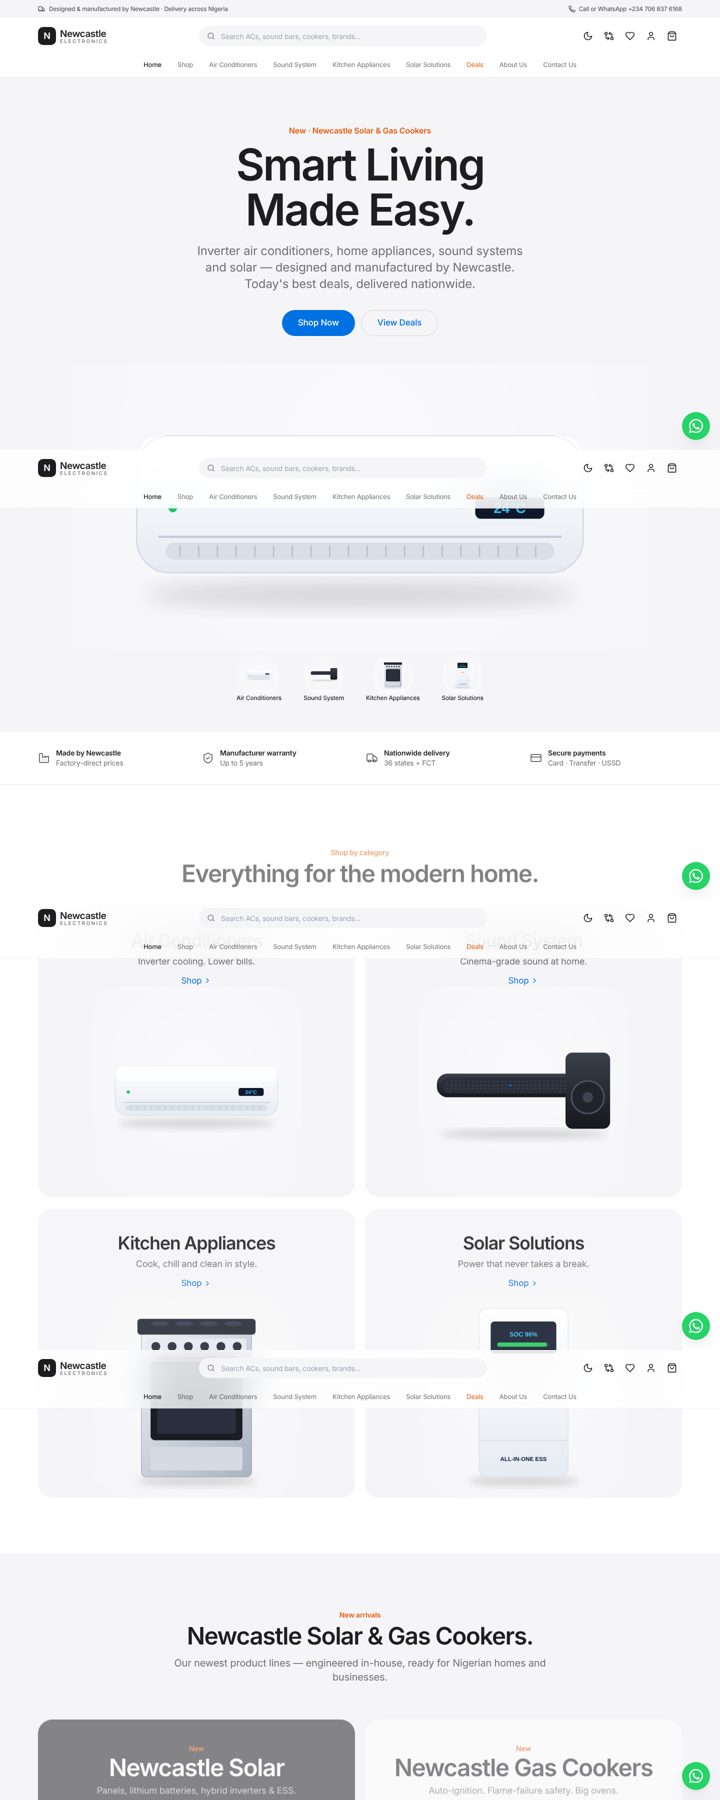 Designed & manufactured by Newcastle · Delivery across Nigeria
Call or WhatsApp +234 706 837 6168
N
Newcastle
ELECTRONICS
Search ACs, sound bars, cookers, brands...
Home Shop Air Conditioners Sound System Kitchen Appliances Solar Solutions Deals About Us Contact Us
New · Newcastle Solar & Gas Cookers
Smart Living
Made Easy.
Inverter air conditioners, home appliances, sound systems
and solar — designed and manufactured by Newcastle.
Today's best deals, delivered nationwide.
Shop Now
View Deals
N
Newcastle
ELECTRONICS
Search ACs, sound bars, cookers, brands...
Home Shop Air Conditioners Sound System Kitchen Appliances Solar Solutions Deals About Us Contact Us
24°C
Air Conditioners
Sound System
Kitchen Appliances
Solar Solutions
Made by Newcastle
Factory-direct prices
Manufacturer warranty
Up to 5 years
Nationwide delivery
36 states + FCT
Secure payments
Card · Transfer · USSD
Shop by category
Everything for the modern home.
N
Newcastle
ELECTRONICS
Search ACs, sound bars, cookers, brands...
Air Conditioners
Sound System
Home Shop Air Conditioners Sound System Kitchen Appliances Solar Solutions Deals About Us Contact Us
Inverter cooling. Lower bills.
Shop
Cinema-grade sound at home.
Shop
24°C
Kitchen Appliances
Cook, chill and clean in style.
Shop
Solar Solutions
Power that never takes a break.
Shop
SOC 96%
N
Newcastle
ELECTRONICS
Search ACs, sound bars, cookers, brands...
Home Shop Air Conditioners Sound System Kitchen Appliances Solar Solutions Deals About Us Contact Us
ALL-IN-ONE ESS
New arrivals
Newcastle Solar & Gas Cookers.
Our newest product lines — engineered in-house, ready for Nigerian homes and
businesses.
New
Newcastle Solar
Panels, lithium batteries, hybrid inverters & ESS.
New
Newcastle Gas Cookers
Auto-ignition. Flame-failure safety. Big ovens.